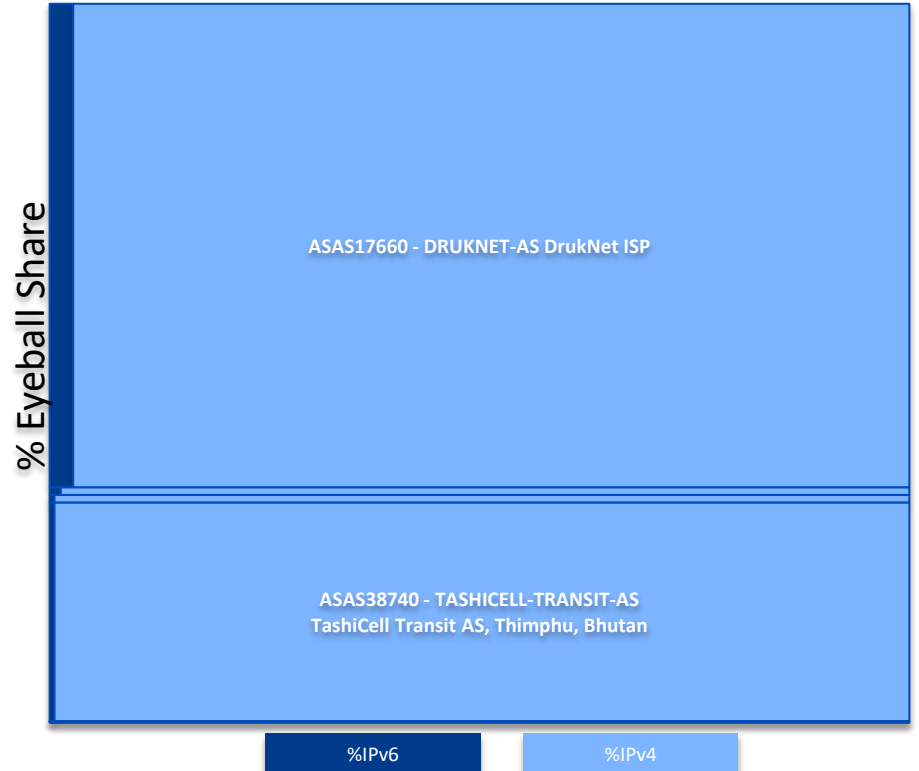 % Eyeball Share
ASAS17660 - DRUKNET-AS DrukNet ISP
ASAS38740 - TASHICELL-TRANSIT-AS
TashiCell Transit AS, Thimphu, Bhutan
%IPv6
%IPv4